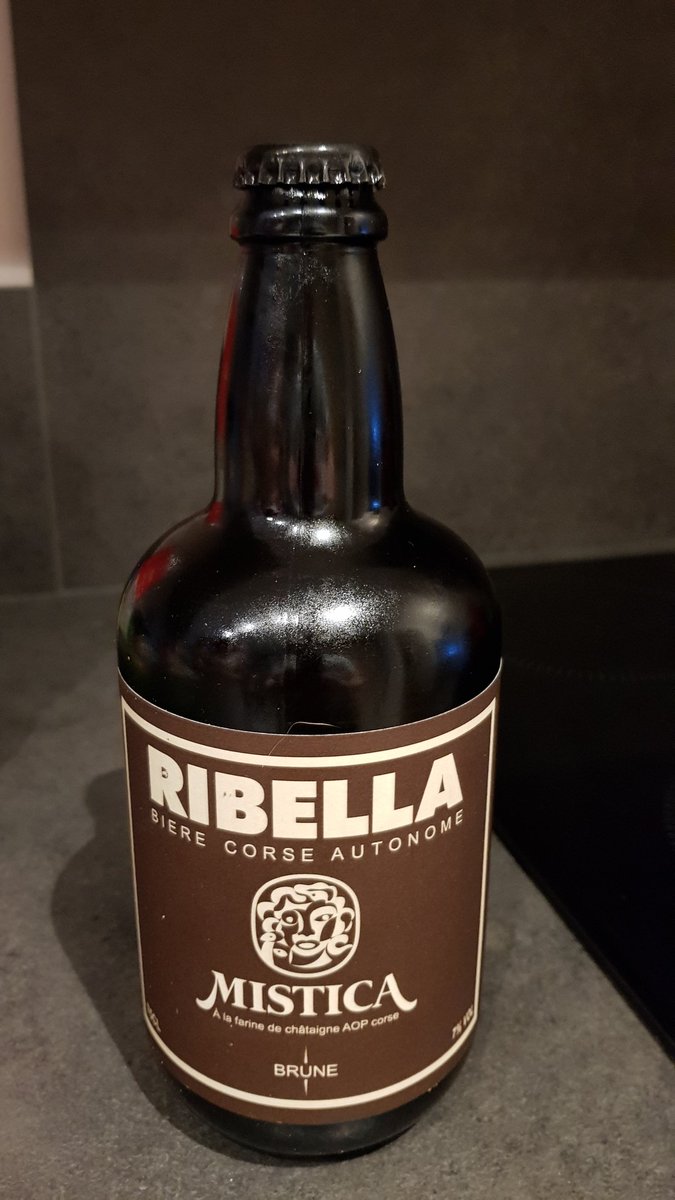 RIBELLA
BIERE CORSE AUTONOME
MISTICA
À la farine de châtaigne AOP corse
7% VOL
BRUNE